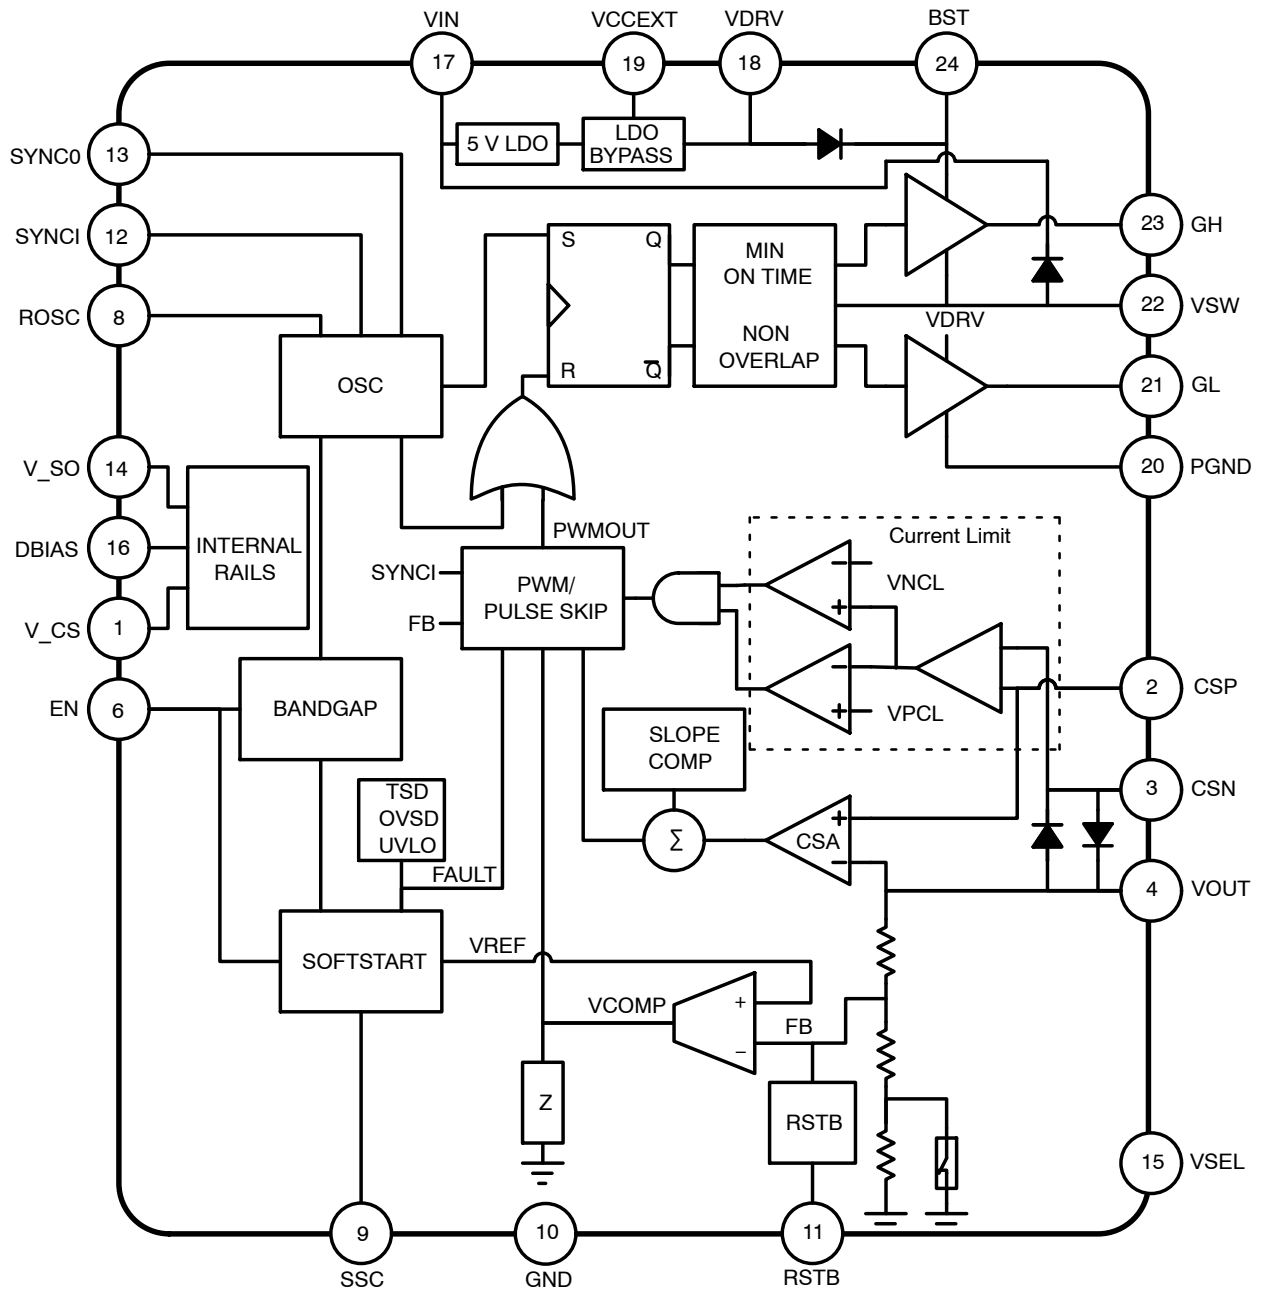 VIN
VCCEXT
VDRV
BST
17
19
18
24
5 V LDO
LDO
BYPASS
SYNC0
13
SYNCI
12
ROSC
8
S
Q
R
Q̅
MIN
ON TIME
NON
OVERLAP
23
GH
22
VSW
VDRV
21
GL
20
PGND
OSC
V_SO
14
DBIAS
16
V_CS
1
INTERNAL
RAILS
PWMOUT
SYNCI
FB
PWM/
PULSE SKIP
Current Limit
VNCL
VPCL
− 
+
−
+
EN
6
BANDGAP
SLOPE
COMP
2
CSP
3
CSN
TSD
OVSD
UVLO
FAULT
Σ
CSA
+
−
4
VOUT
SOFTSTART
VREF
VCOMP
+
−
FB
Z
RSTB
15
VSEL
9
10
11
SSC
GND
RSTB